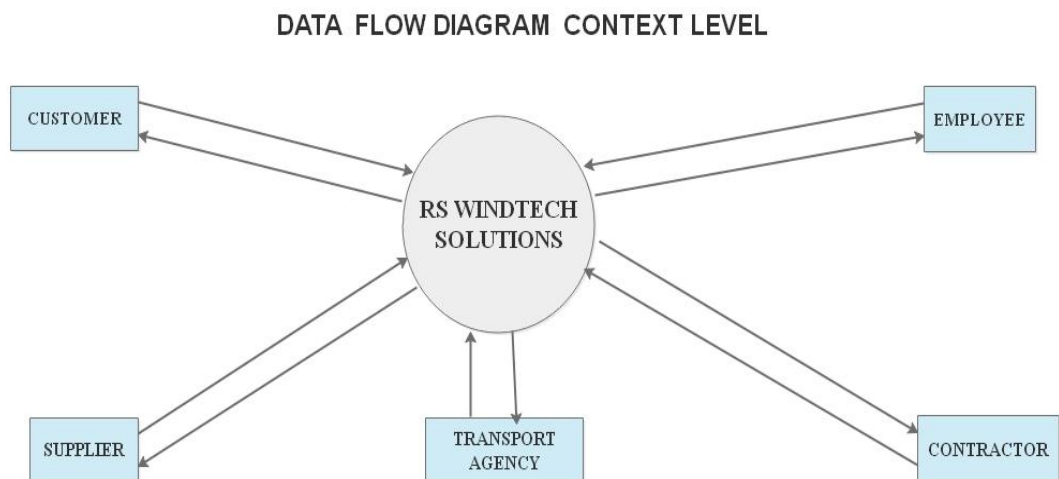 DATA FLOW DIAGRAM CONTEXT LEVEL
CUSTOMER
EMPLOYEE
RS WINDTECH
SOLUTIONS
SUPPLIER
TRANSPORT
AGENCY
CONTRACTOR